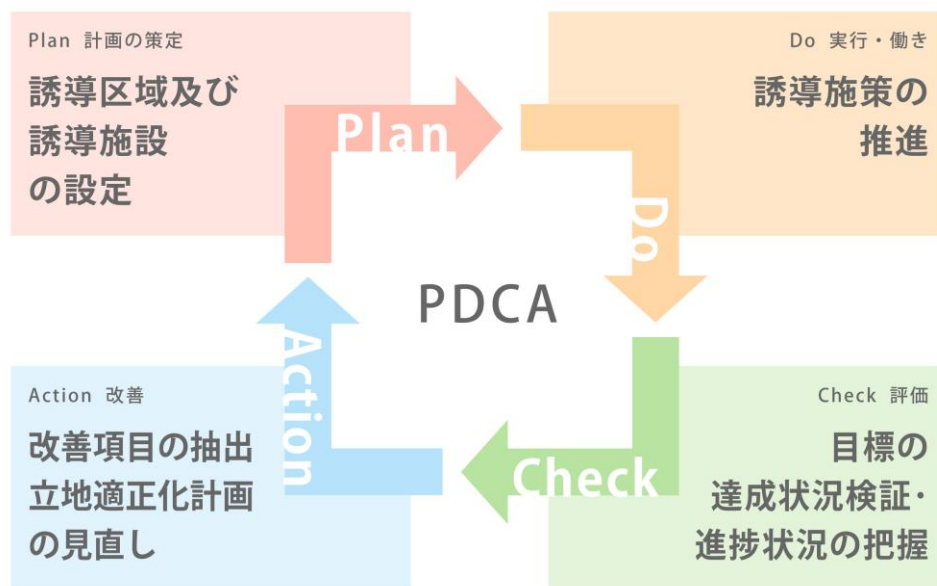 Plan 計画の策定
誘導区域及び
誘導施設
の設定
Plan
Do 実行・働き
誘導施策の
推進
Do
PDCA
Action 改善
改善項目の抽出
立地適正化計画
の見直し
Action
Check 評価
目標の
達成状況検証・
進捗状況の把握
Check